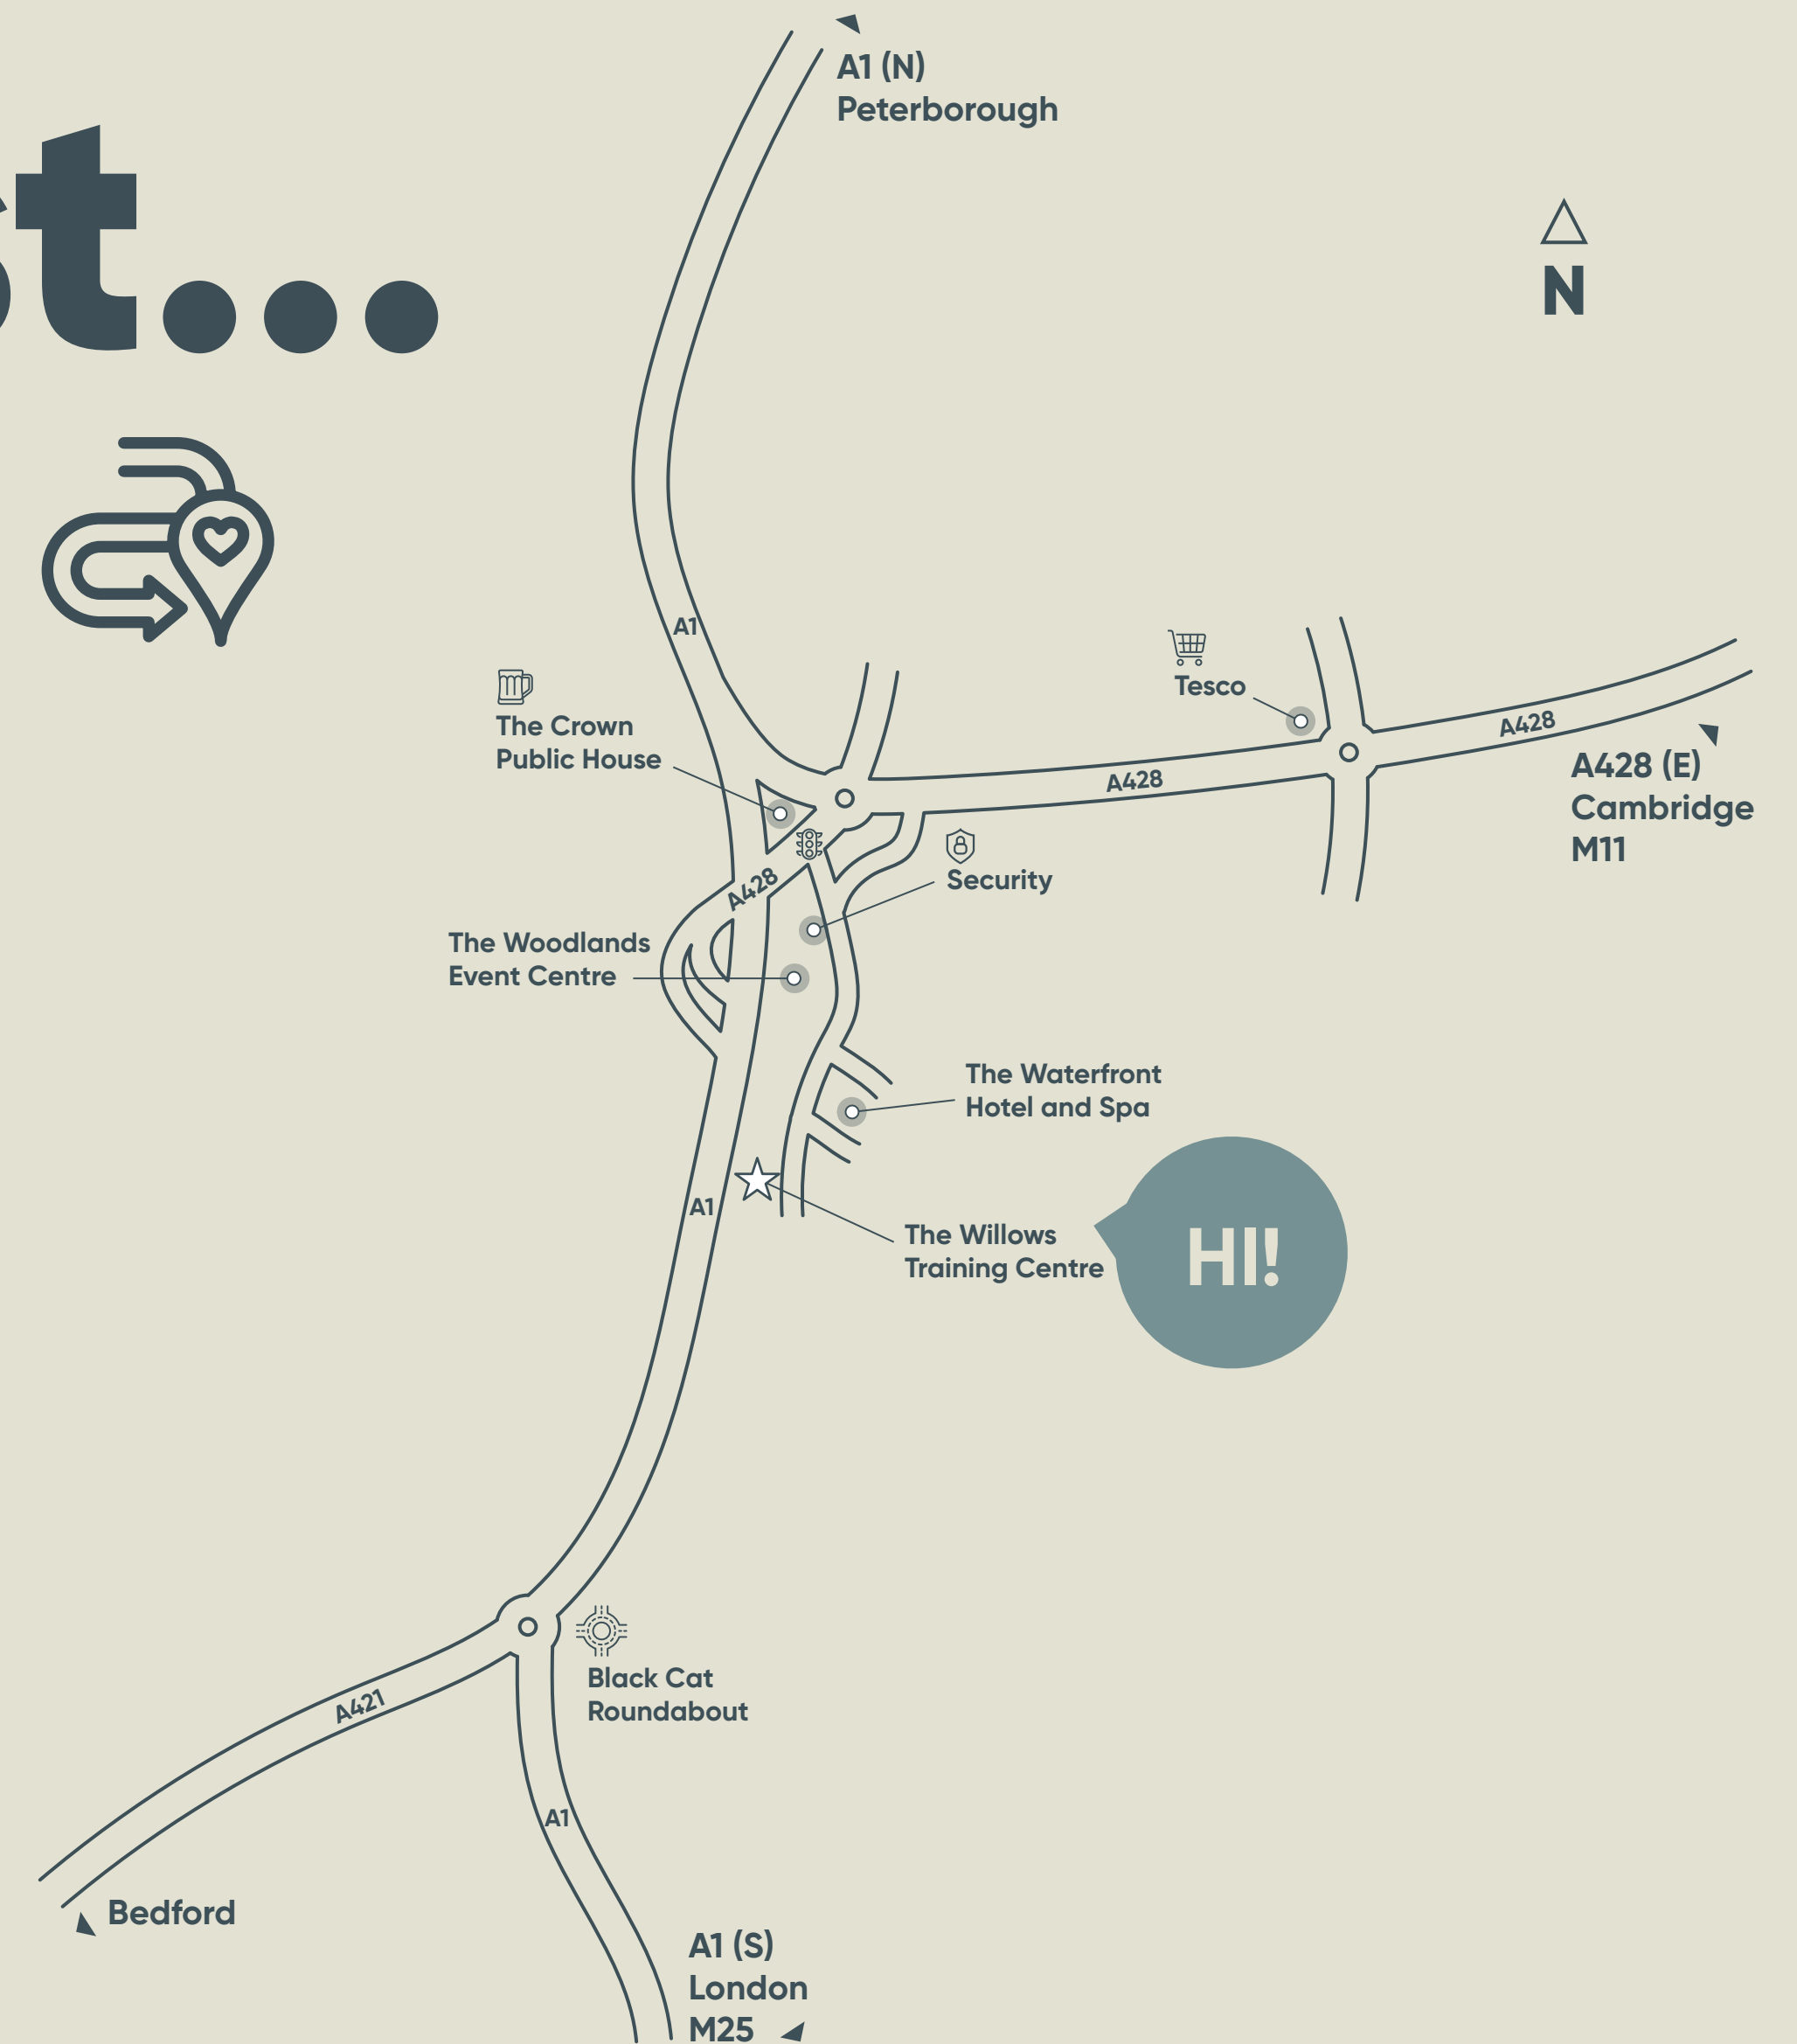 A1 (N)
Peterborough
t...
N
A1
Tesco
The Crown
Public House
A428
A428
A428 (E)
Cambridge
M11
A428
Security
The Woodlands
Event Centre
The Waterfront
Hotel and Spa
A1
The Willows
Training Centre
HI!
Black Cat
Roundabout
A421
A1
Bedford
A1 (S)
London
M25